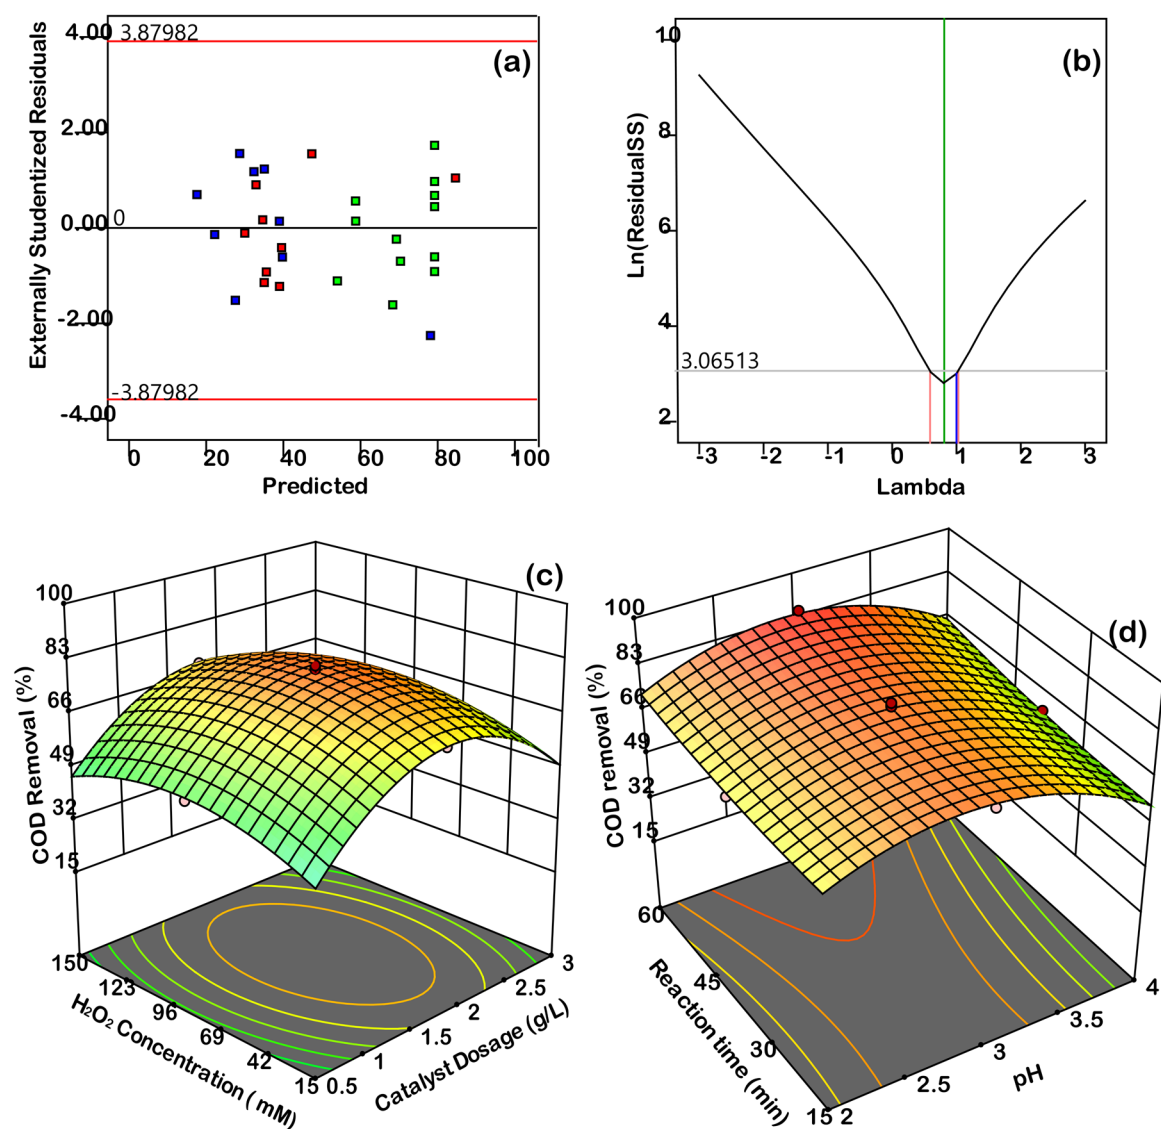 (a)
Externally Studentized Residuals
4.00
3.87982
2.00
0.00
0
-2.00
-3.87982
-4.00
0 20 40 60 80 100
Predicted
(b)
Ln(ResidualSS)
10
8
6
4
3.06513
2
-3 -2 -1 0 1 2 3
Lambda
(c)
COD Removal (%)
100
83
66
49
32
15
150 123 96 69 42 15
H₂O₂ Concentration ( mM)
0.5 1 1.5 2 2.5 3
Catalyst Dosage (g/L)
(d)
COD removal (%)
100
83
66
49
32
15
60 45 30 15
Reaction time (min)
2 2.5 3 3.5 4
pH